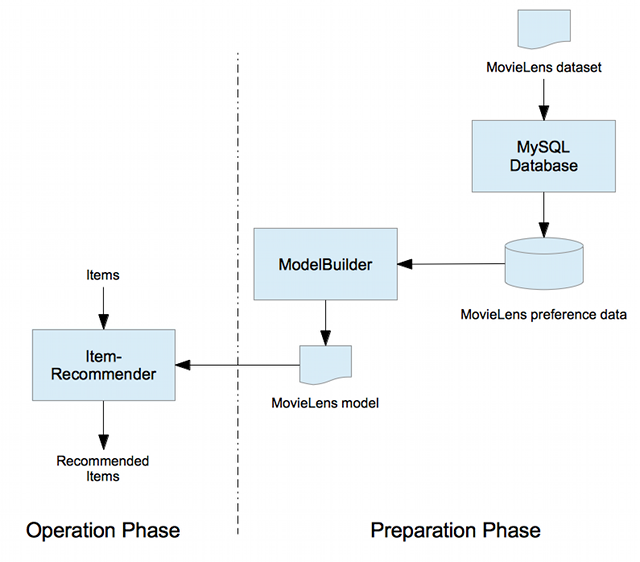 MovieLens dataset
MySQL
Database
ModelBuilder
MovieLens preference data
Items
Item-
Recommender
MovieLens model
Recommended
Items
Operation Phase
Preparation Phase